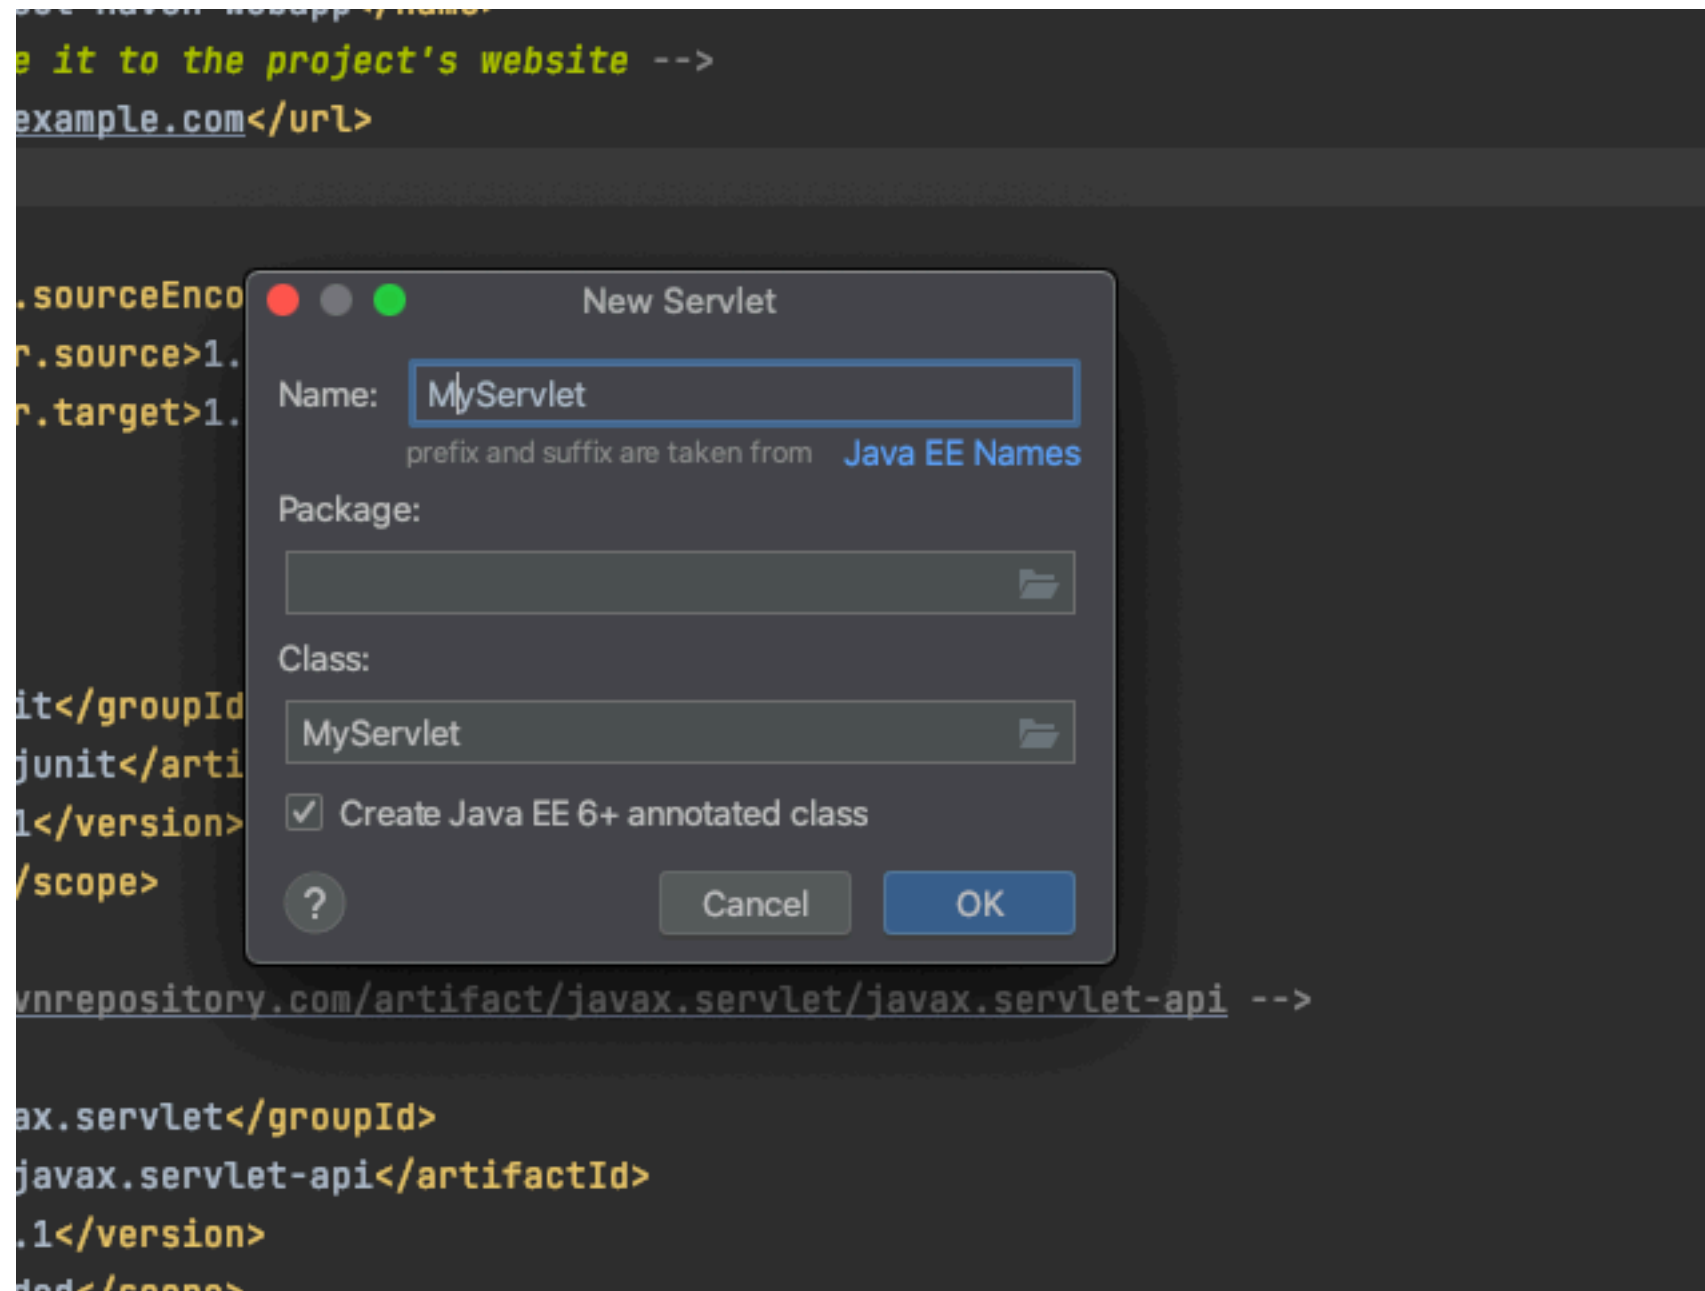 e it to the project's website -->
example.com</url>
.sourceEnco
r.source>1.
r.target>1.
New Servlet
Name: MyServlet
prefix and suffix are taken from Java EE Names
Package:
Class:
MyServlet
Create Java EE 6+ annotated class
? Cancel OK
it</groupId
junit</arti
1</version>
/scope>
vnrepository.com/artifact/javax.servlet/javax.servlet-api -->
ax.servlet</groupId>
javax.servlet-api</artifactId>
.1</version>